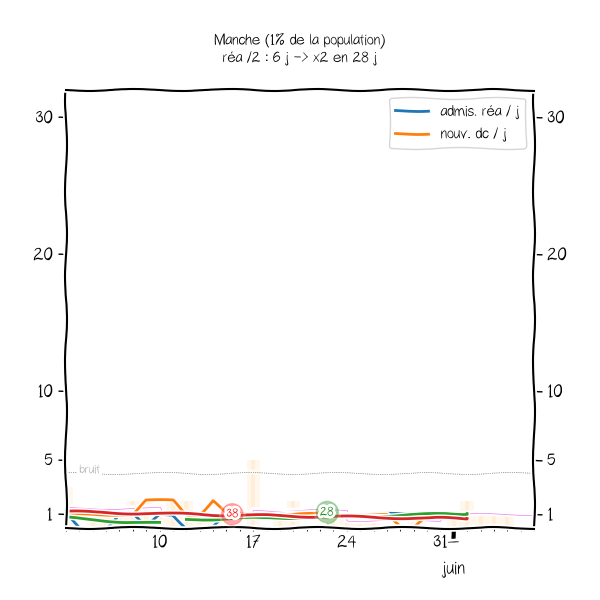 Manche (1% de la population)
réa /2 : 6 j -> x2 en 28 j
admis. réa / j
nouv. dc / j
30
30
20
20
10
10
5
bruit
5
1
38
28
1
10
17
24
31
juin